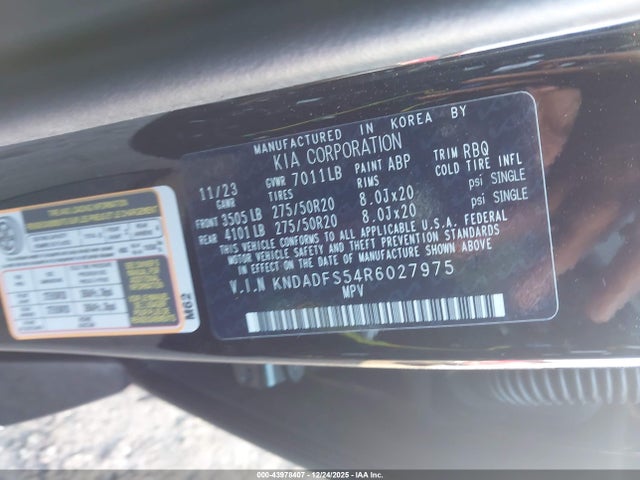 MANUFACTURED IN KOREA BY
KIA CORPORATION
11/23 GVWR 7011LB PAINT ABP TRIM RBQ
GAWR TIRES RIMS COLD TIRE INFL
FRONT 3505LB 275/50R20 8.0Jx20 psi SINGLE
REAR 4101LB 275/50R20 8.0Jx20 psi SINGLE
THIS VEHICLE CONFORMS TO ALL APPLICABLE U.S.A. FEDERAL
MOTOR VEHICLE SAFETY AND THEFT PREVENTION STANDARDS
IN EFFECT ON THE DATE OF MANUFACTURE SHOWN ABOVE
V.I.N KNDADFS54R6027975
MPV
M62
000-43978407 - 12/24/2025 - IAA Inc.